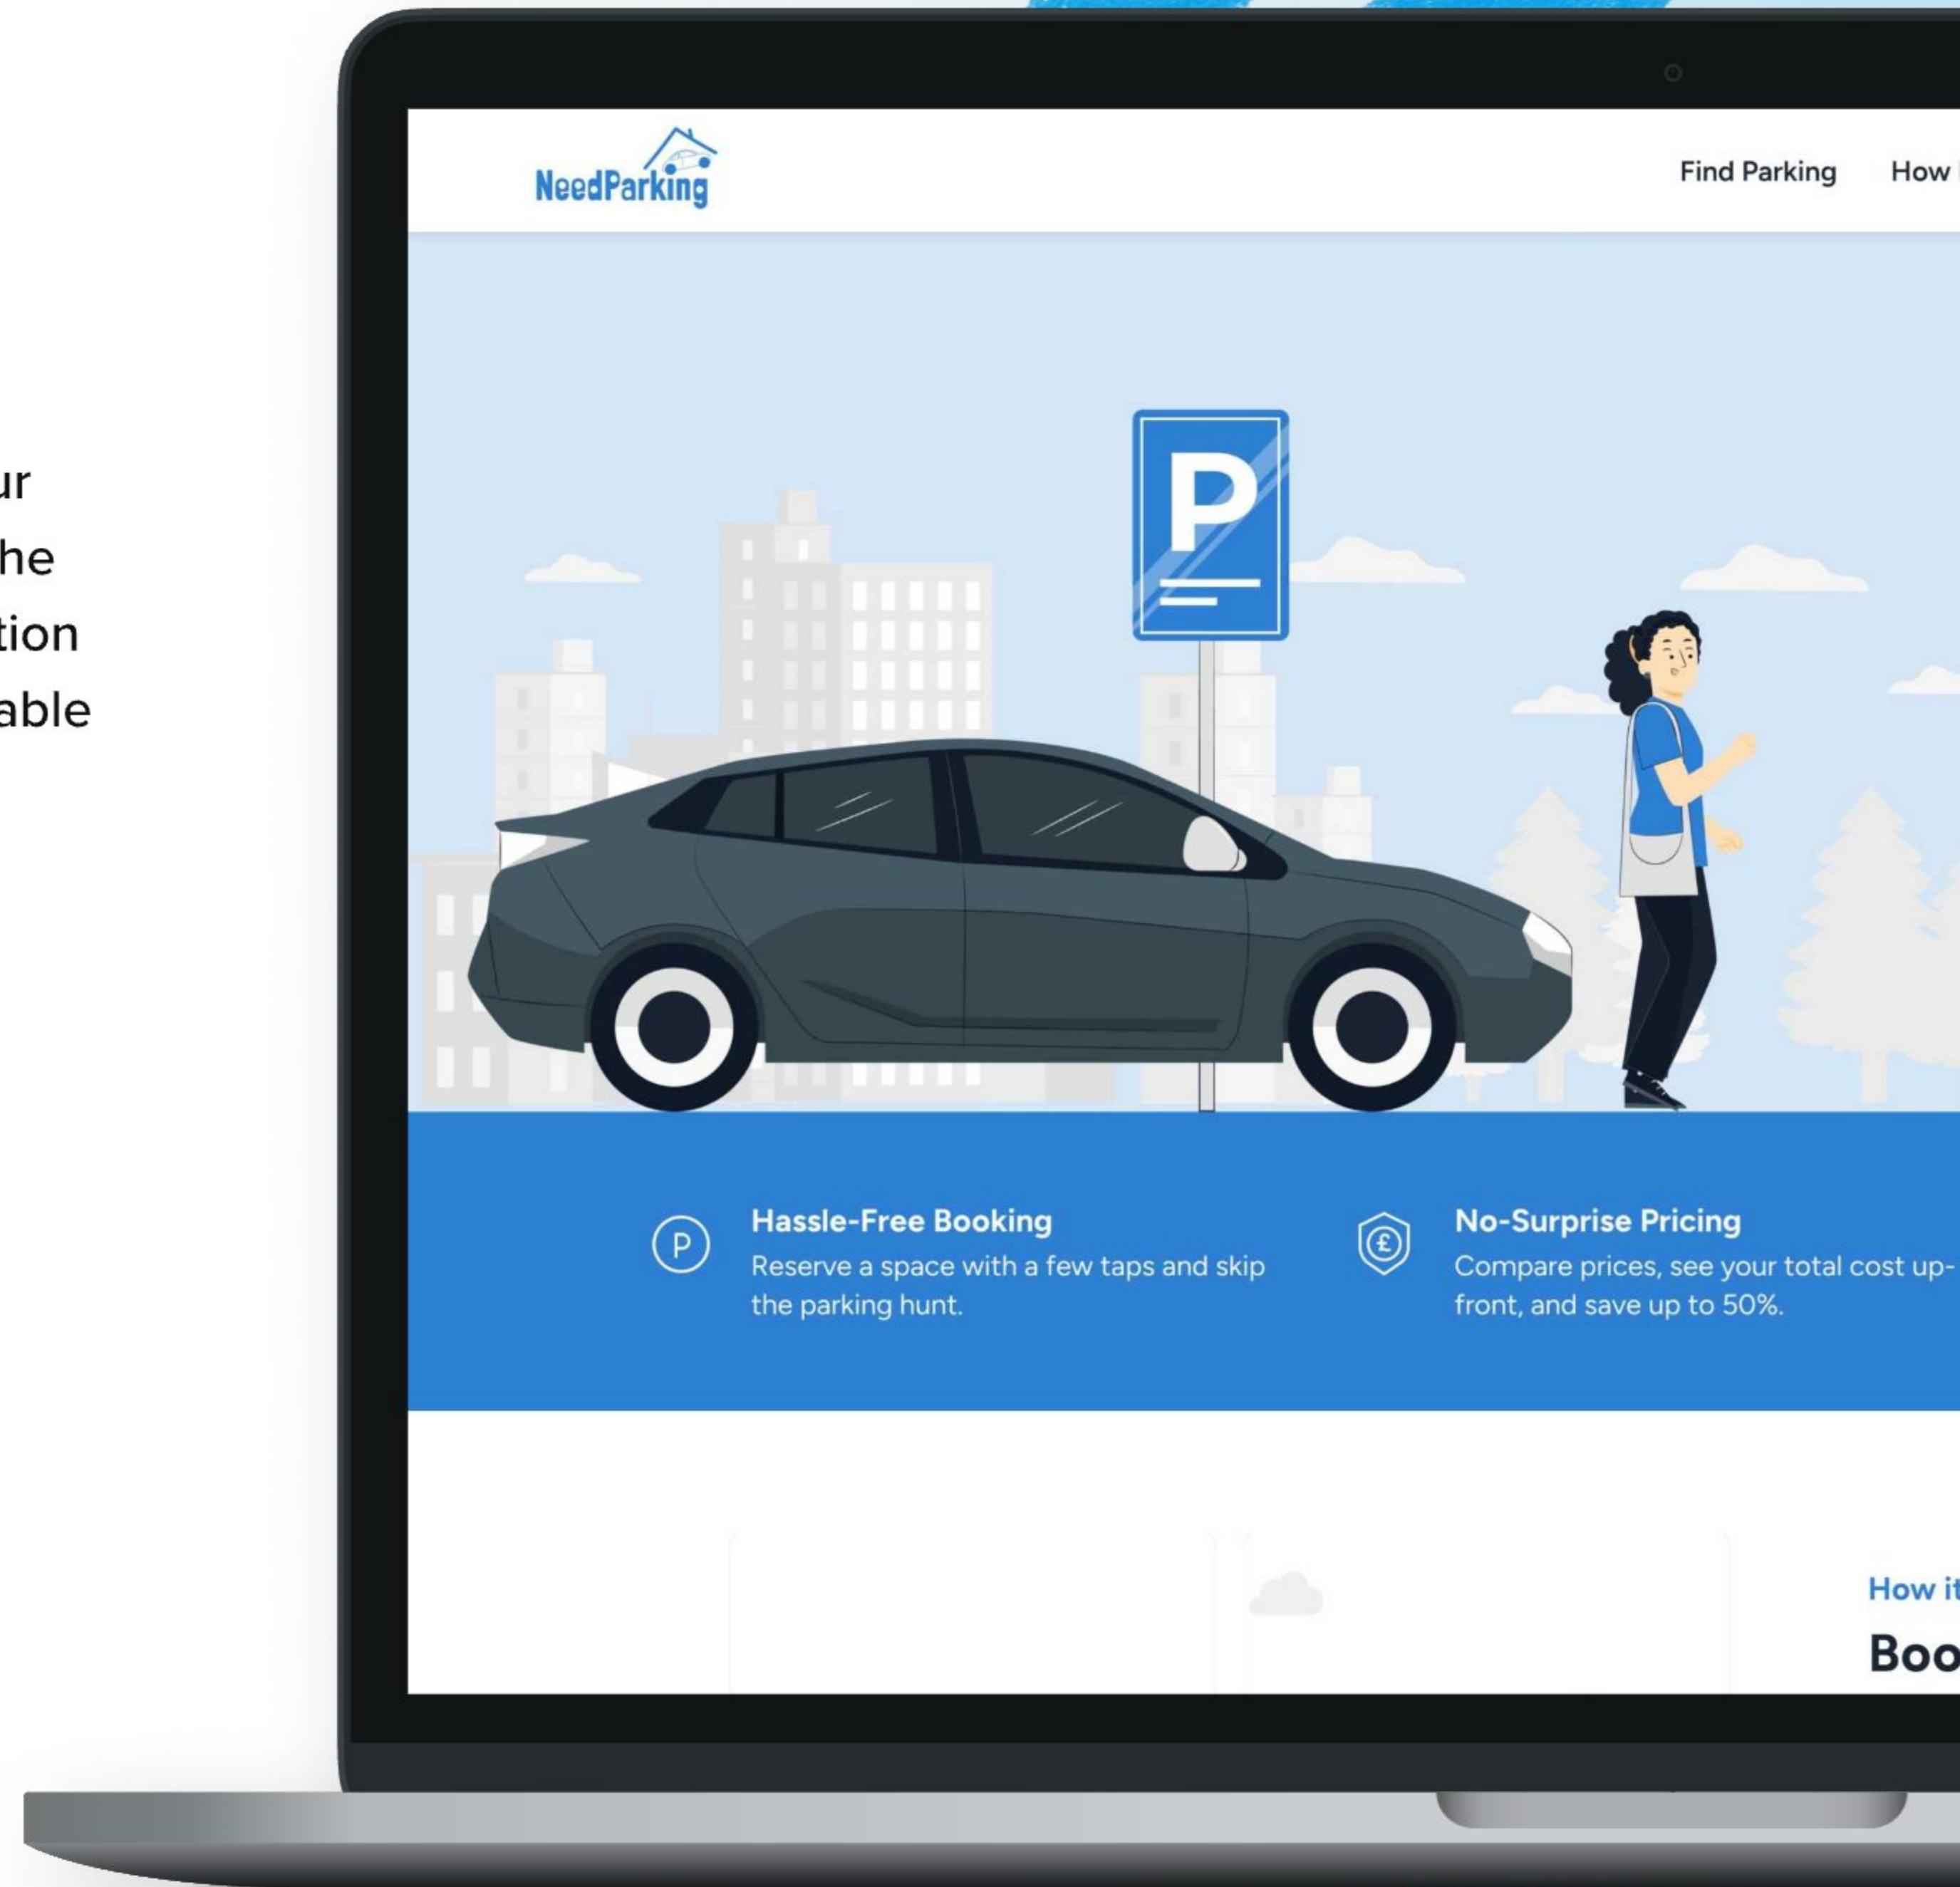 NeedParking
Find Parking How
ur
he
tion
able
P
P
Hassle-Free Booking
Reserve a space with a few taps and skip
the parking hunt.
£
No-Surprise Pricing
Compare prices, see your total cost up-
front, and save up to 50%.
How it
Boo